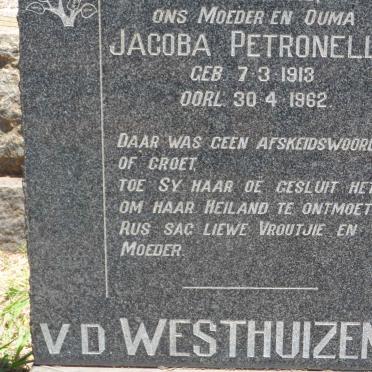 ONS MOEDER EN OUMA
JACOBA PETRONELL
GEB. 7-3-1913
OORL. 30-4-1962
DAAR WAS GEEN AFSKEIDSWOORD
OF GROET,
TOE SY HAAR OË GESLUIT HET
OM HAAR HEILAND TE ONTMOET
RUS SAG LIEWE VROUTJIE EN
MOEDER
V D WESTHUIZEN